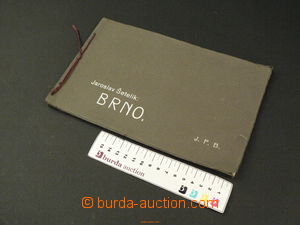 Jaroslav Šetelík:
BRNO.
J. F. B.
burda auction
burda-auction.com